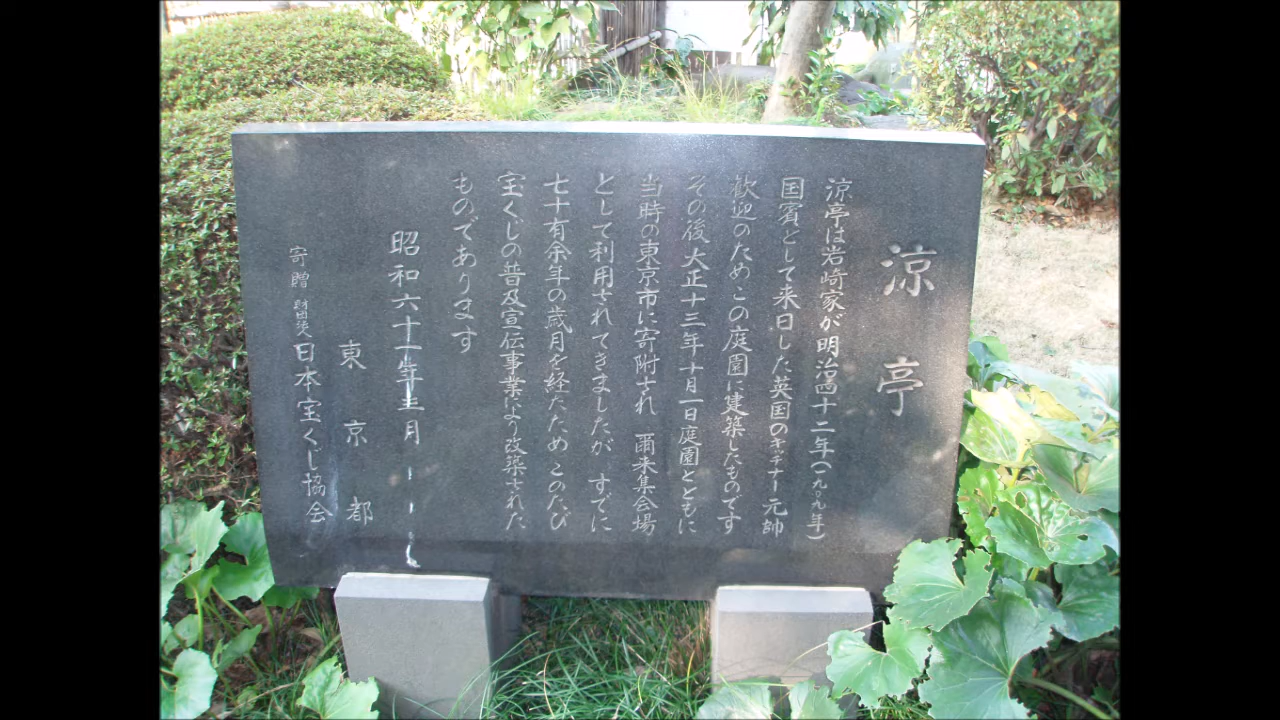 涼亭
涼亭は岩崎家が明治四十二年(一九〇九年)
国賓として来日した英国のキッチナー元帥
歓迎のためこの庭園に建築したものです
その後大正十三年十月一日庭園とともに
当時の東京市に寄附され 爾来集会場
として利用されてきましたが すでに
七十有余年の歳月を経たため このたび
宝くじの普及宣伝事業により改築された
ものであります
昭和六十一年三月
東京都
寄贈 財団法人 日本宝くじ協会